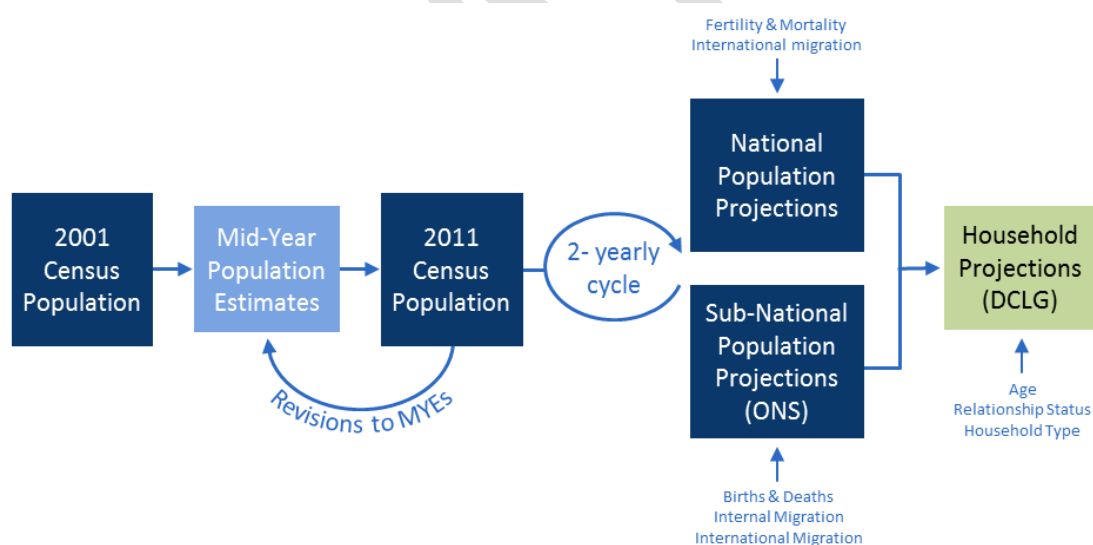 Fertility & Mortality
International migration
National
Population
Projections
2001
Census
Population
Mid-Year
Population
Estimates
2011
Census
Population
2- yearly
cycle
Household
Projections
(DCLG)
Sub-National
Population
Projections
(ONS)
Revisions to MYEs
Age
Relationship Status
Household Type
Births & Deaths
Internal Migration
International Migration